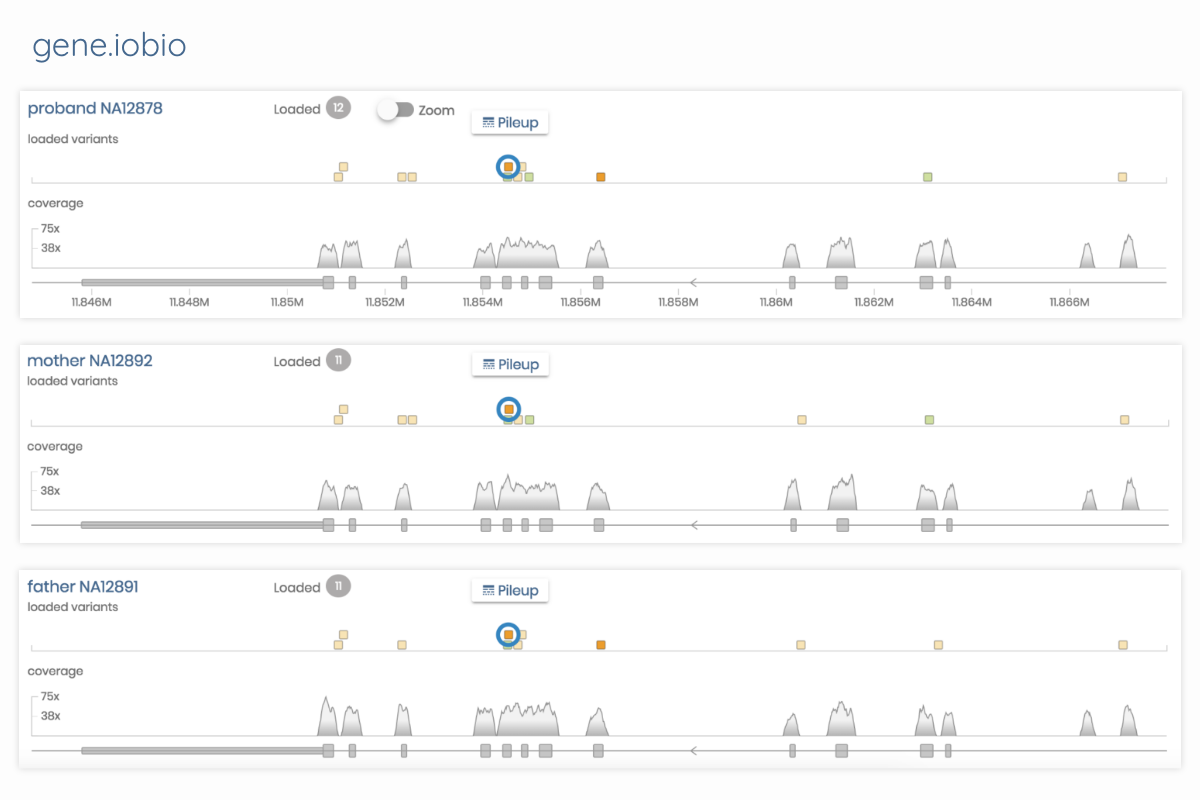 gene.iobio
proband NA12878 Loaded 12 Zoom Pileup
loaded variants
coverage
75x
38x
11.846M 11.848M 11.85M 11.852M 11.854M 11.856M 11.858M 11.86M 11.862M 11.864M 11.866M
mother NA12892 Loaded 11 Pileup
loaded variants
coverage
75x
38x
father NA12891 Loaded 11 Pileup
loaded variants
coverage
75x
38x